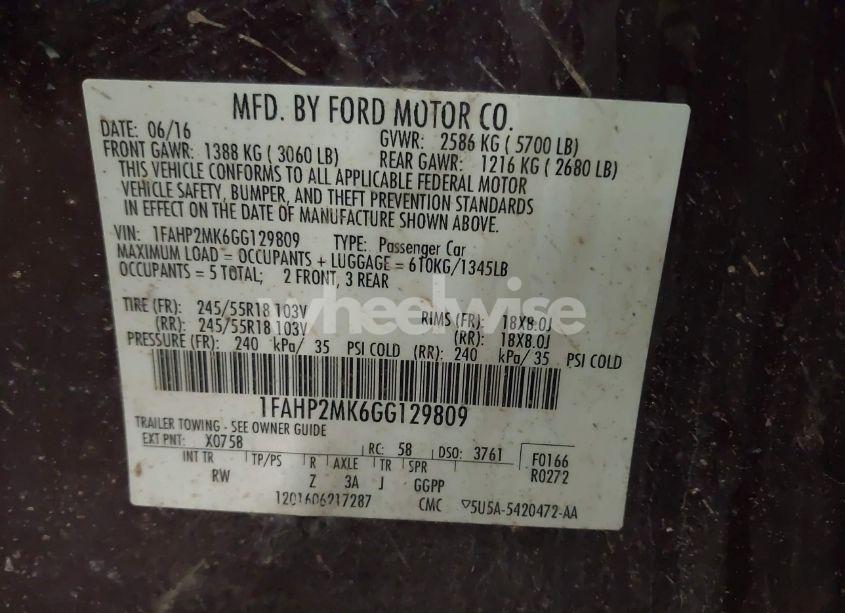 MFD. BY FORD MOTOR CO.
DATE: 06/16 GVWR: 2586 KG ( 5700 LB)
FRONT GAWR: 1388 KG ( 3060 LB) REAR GAWR: 1216 KG ( 2680 LB)
THIS VEHICLE CONFORMS TO ALL APPLICABLE FEDERAL MOTOR
VEHICLE SAFETY, BUMPER, AND THEFT PREVENTION STANDARDS
IN EFFECT ON THE DATE OF MANUFACTURE SHOWN ABOVE.
VIN: 1FAHP2MK6GG129809 TYPE: Passenger Car
MAXIMUM LOAD = OCCUPANTS + LUGGAGE = 610KG/1345LB
OCCUPANTS = 5 TOTAL; 2 FRONT, 3 REAR
wheelwise
TIRE (FR): 245/55R18 103V RIMS (FR): 18X8.0J
(RR): 245/55R18 103V (RR): 18X8.0J
PRESSURE (FR): 240 kPa/ 35 PSI COLD (RR): 240 kPa/ 35 PSI COLD
1FAHP2MK6GG129809
TRAILER TOWING - SEE OWNER GUIDE
EXT PNT: X0758 RC: 58 DSO: 3761 F0166
INT TR TP/PS R AXLE TR SPR R0272
RW Z 3A J GGPP
1201606217287 CMC ▽5U5A-5420472-AA